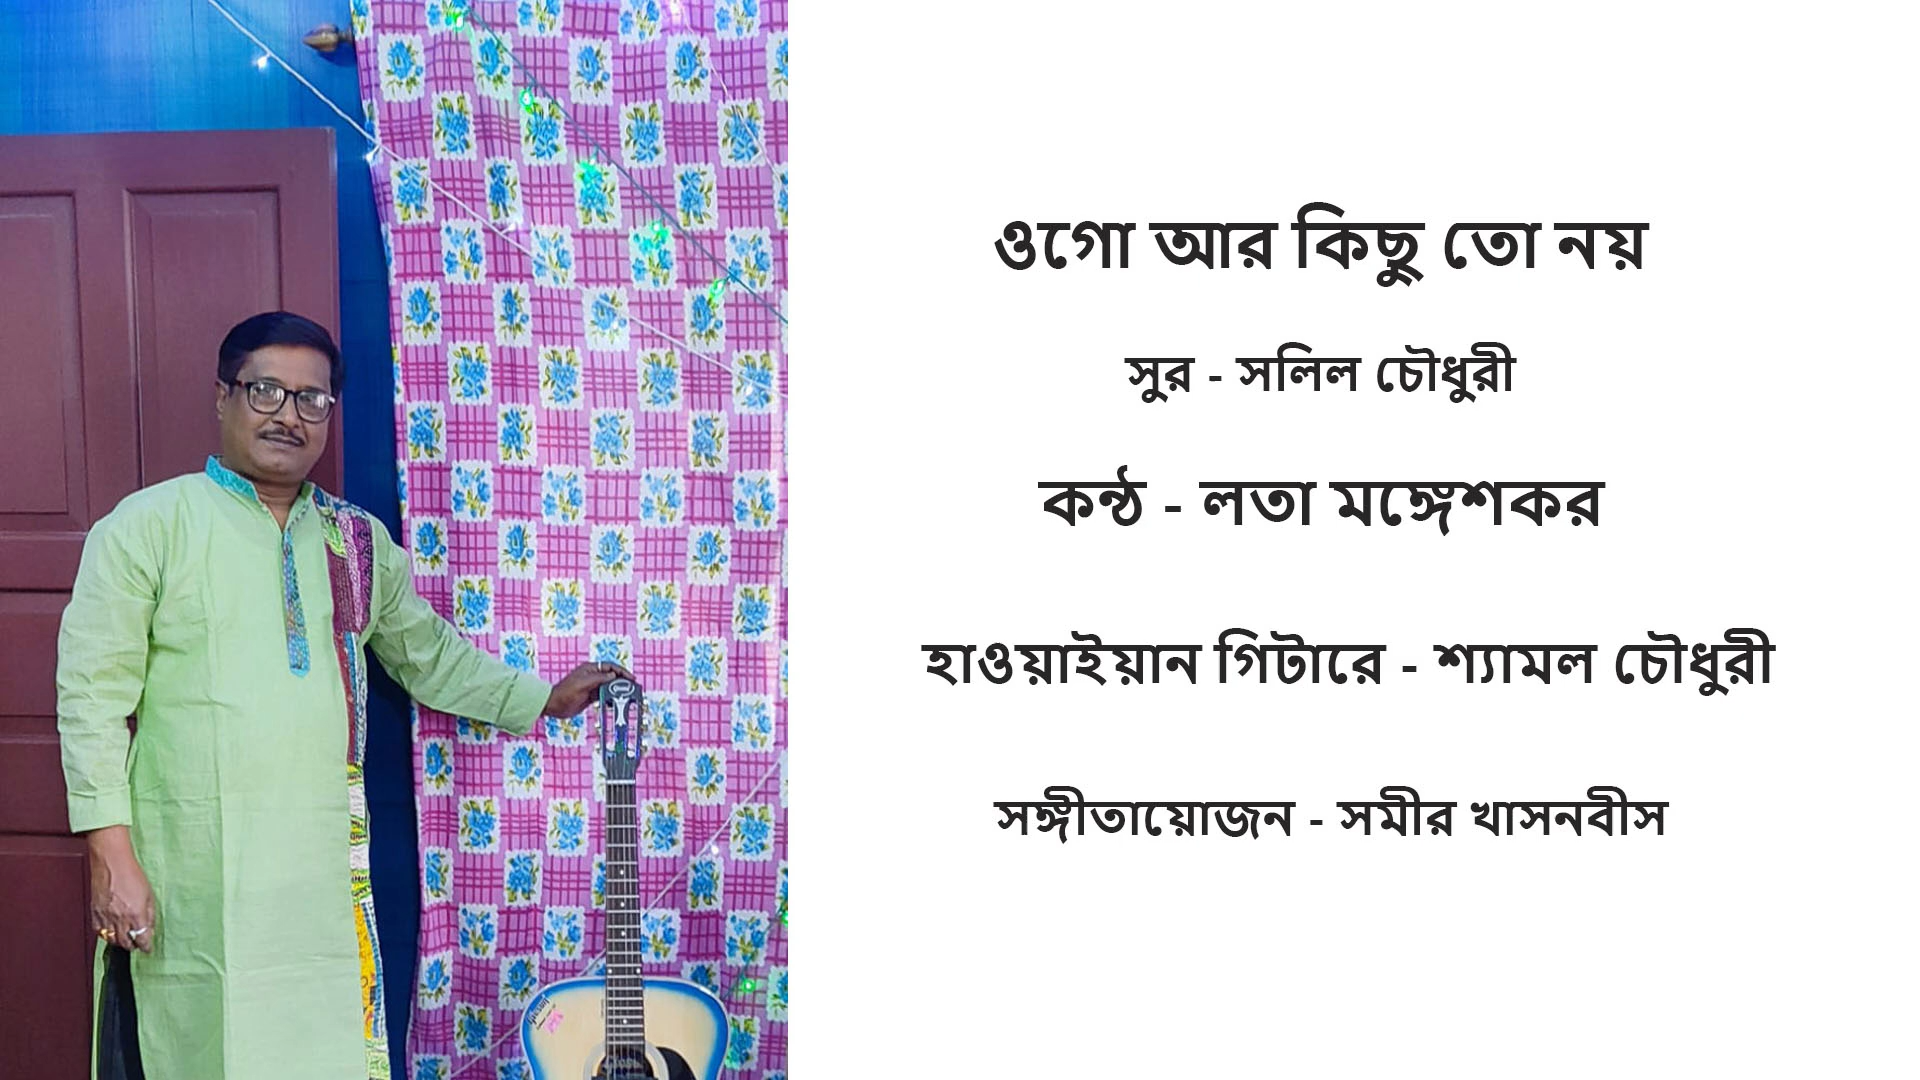 ওগো আর কিছু তো নয়
সুর - সলিল চৌধুরী
কন্ঠ - লতা মঙ্গেশকর
হাওয়াইয়ান গিটারে - শ্যামল চৌধুরী
সঙ্গীতায়োজন - সমীর খাসনবীস